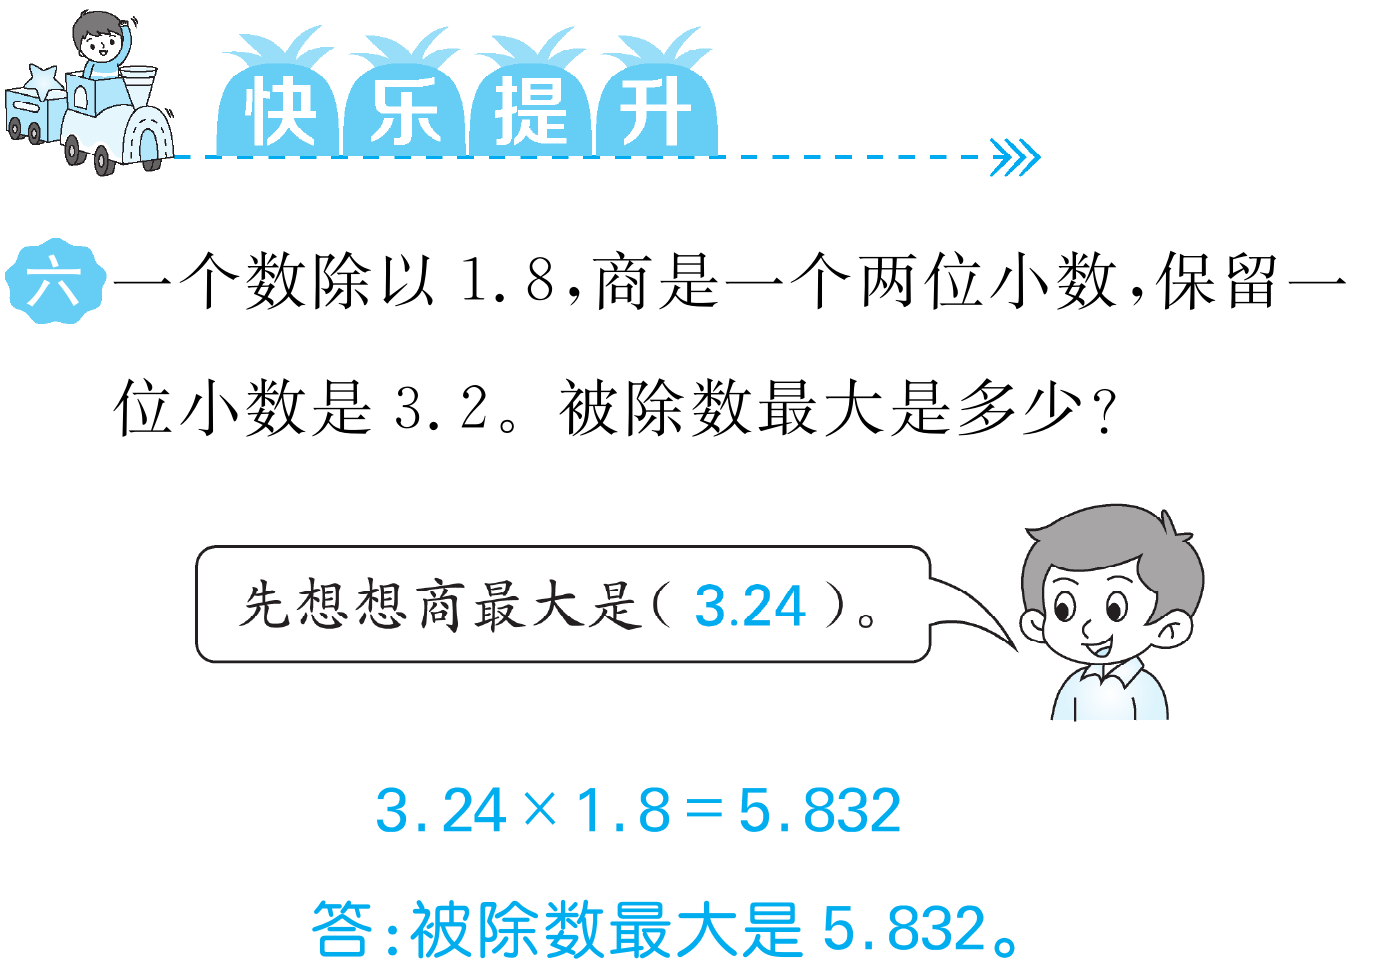 快乐提升
六 一个数除以 1.8,商是一个两位小数,保留一
位小数是 3.2。被除数最大是多少?
先想想商最大是( 3.24 )。
3.24×1.8=5.832
答:被除数最大是 5.832。